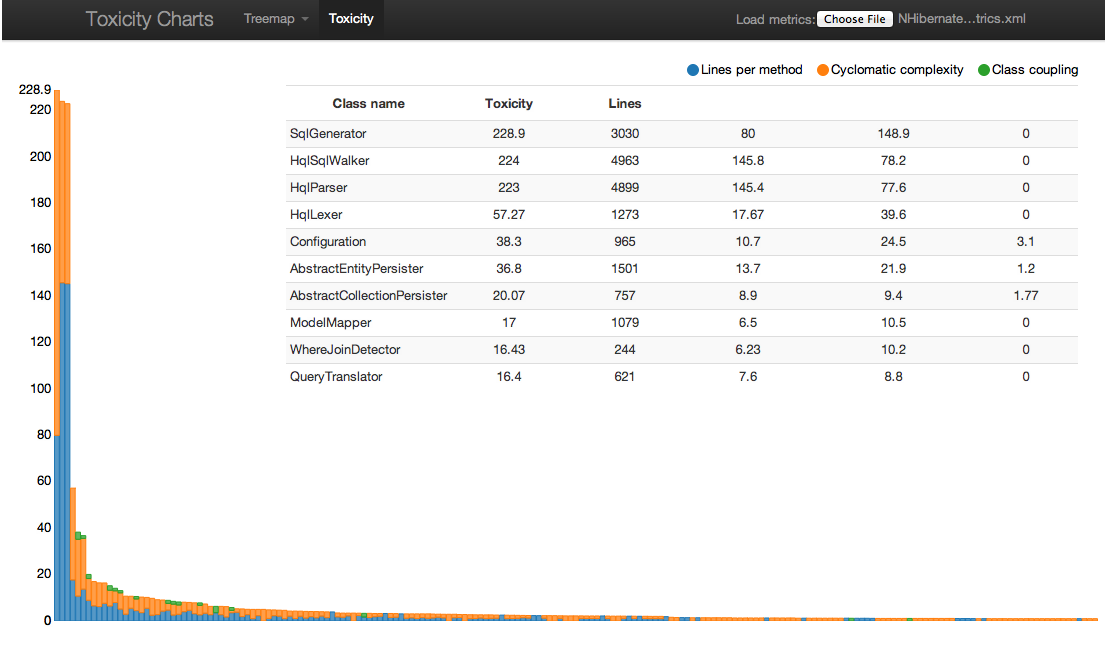 Toxicity Charts Treemap Toxicity Load metrics: Choose File NHibernate...trics.xml
Lines per method Cyclomatic complexity Class coupling
Class name Toxicity Lines
SqlGenerator 228.9 3030 80 148.9 0
HqlSqlWalker 224 4963 145.8 78.2 0
HqlParser 223 4899 145.4 77.6 0
HqlLexer 57.27 1273 17.67 39.6 0
Configuration 38.3 965 10.7 24.5 3.1
AbstractEntityPersister 36.8 1501 13.7 21.9 1.2
AbstractCollectionPersister 20.07 757 8.9 9.4 1.77
ModelMapper 17 1079 6.5 10.5 0
WhereJoinDetector 16.43 244 6.23 10.2 0
QueryTranslator 16.4 621 7.6 8.8 0
228.9
220
200
180
160
140
120
100
80
60
40
20
0